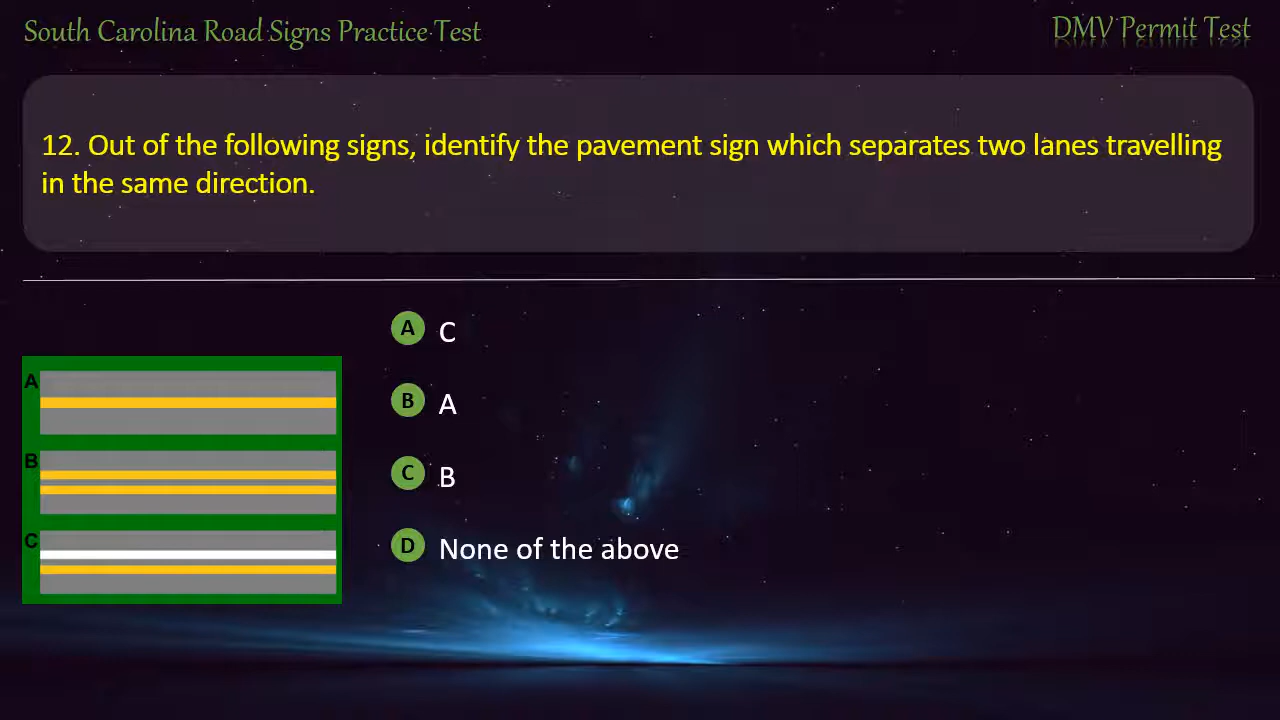 South Carolina Road Signs Practice Test
DMV Permit Test
12. Out of the following signs, identify the pavement sign which separates two lanes travelling
in the same direction.
A
B
C
A C
B A
C B
D None of the above